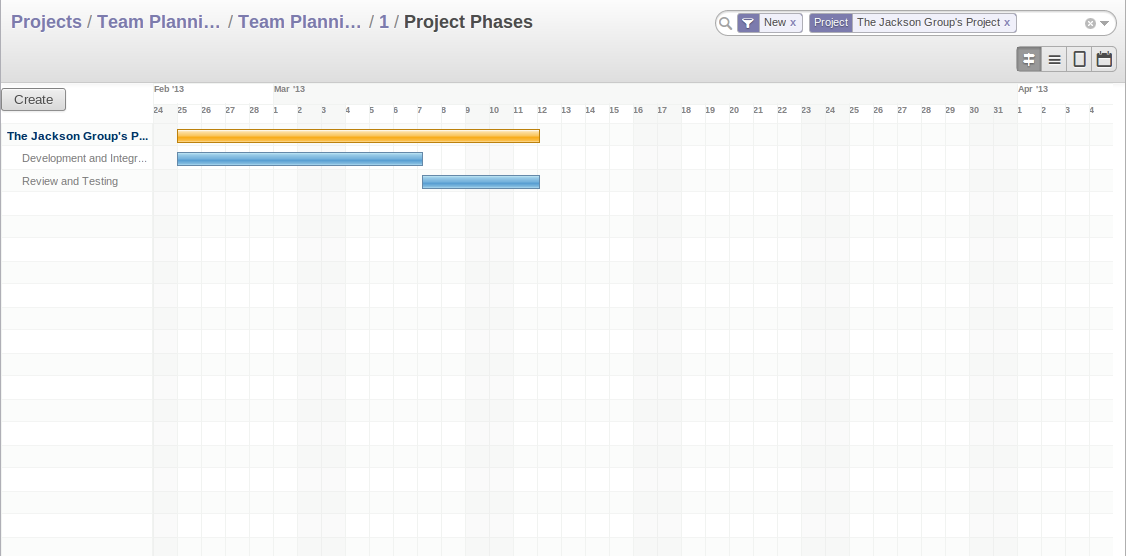 Projects / Team Planni... / Team Planni... / 1 / Project Phases
New x Project The Jackson Group's Project x
Create
Feb '13 Mar '13 Apr '13
24 25 26 27 28 1 2 3 4 5 6 7 8 9 10 11 12 13 14 15 16 17 18 19 20 21 22 23 24 25 26 27 28 29 30 31 1 2 3 4
The Jackson Group's P...
Development and Integr...
Review and Testing